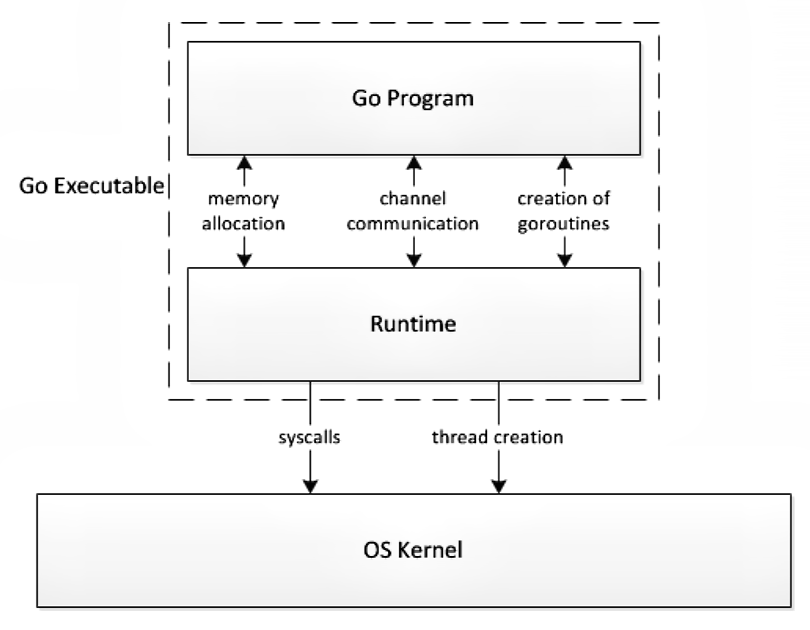 Go Program
Go Executable
memory
allocation
channel
communication
creation of
goroutines
Runtime
syscalls
thread creation
OS Kernel